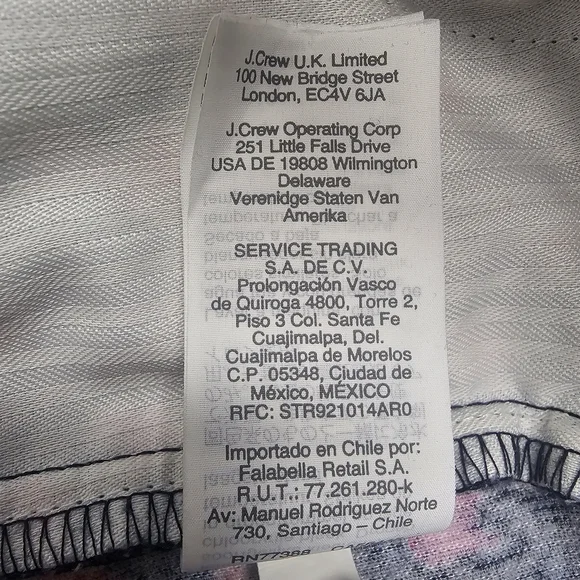 J.Crew U.K. Limited
100 New Bridge Street
London, EC4V 6JA
J.Crew Operating Corp
251 Little Falls Drive
USA DE 19808 Wilmington
Delaware
Verenidge Staten Van
Amerika
SERVICE TRADING
S.A. DE C.V.
Prolongación Vasco
de Quiroga 4800, Torre 2,
Piso 3 Col. Santa Fe
Cuajimalpa, Del.
Cuajimalpa de Morelos
C.P. 05348, Ciudad de
México, MÉXICO
RFC: STR921014AR0
Importado en Chile por:
Falabella Retail S.A.
R.U.T.: 77.261.280-k
Av: Manuel Rodriguez Norte
730, Santiago – Chile
RN77388